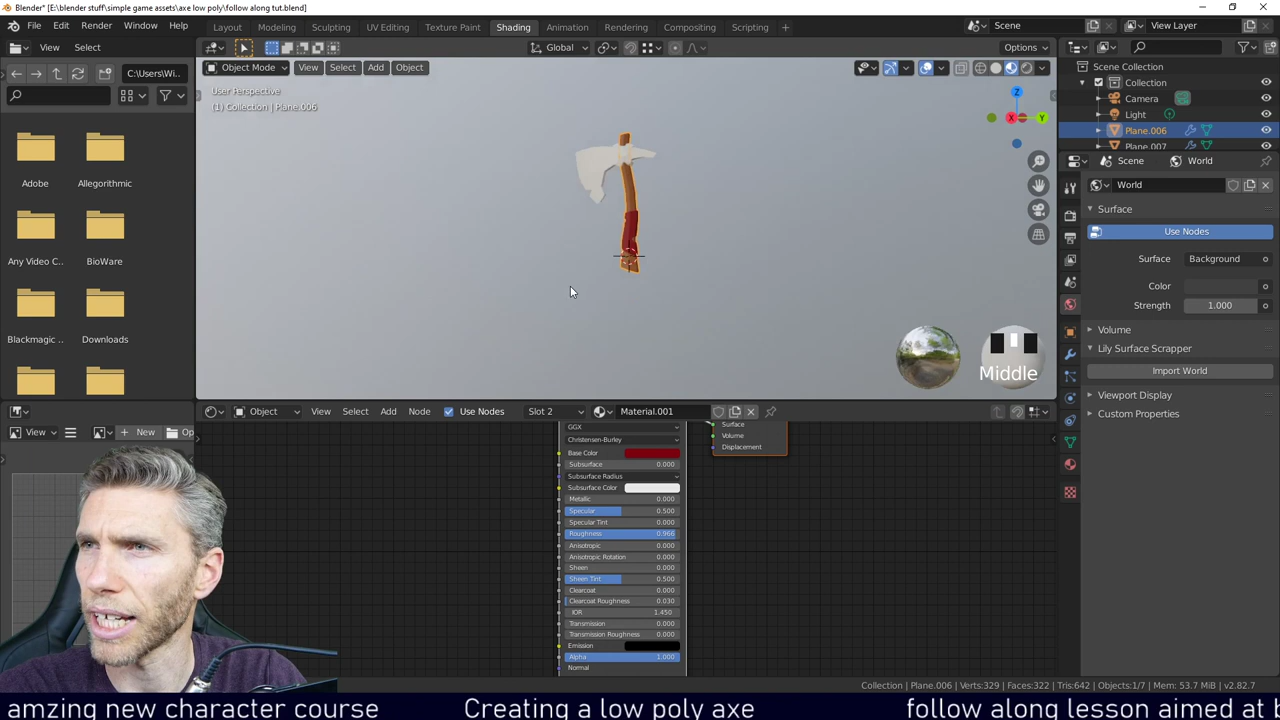 Blender* [E:\blender stuff\simple game assets\axe low poly\follow along tut.blend]
File Edit Render Window Help Layout Modeling Sculpting UV Editing Texture Paint Shading Animation Rendering Compositing Scripting + Scene View Layer
View Select Global Options
C:\Users\Wi.. Object Mode View Select Add Object
User Perspective
(1) Collection | Plane.006
Adobe Allegorithmic
Any Video C.. BioWare
Blackmagic .. Downloads
X Y Z
Middle
Scene Collection
Collection
Camera
Light
Plane.006
Plane.007
Scene World
World
Surface
Use Nodes
Surface Background
Color
Strength 1.000
Volume
Lily Surface Scrapper
Import World
Viewport Display
Custom Properties
Object View Select Add Node Use Nodes Slot 2 Material.001
View New Op
GGX
Christensen-Burley
Base Color
Subsurface 0.000
Subsurface Radius
Subsurface Color
Metallic 0.000
Specular 0.500
Specular Tint 0.000
Roughness 0.966
Anisotropic 0.000
Anisotropic Rotation 0.000
Sheen 0.000
Sheen Tint 0.500
Clearcoat 0.000
Clearcoat Roughness 0.030
IOR 1.450
Transmission 0.000
Transmission Roughness 0.000
Emission
Alpha 1.000
Normal
Surface
Volume
Displacement
Collection | Plane.006 | Verts:329 | Faces:322 | Tris:642 | Objects:1/7 | Mem: 53.7 MiB | v2.82.7
amzing new character course Creating a low poly axe follow along lesson aimed at b